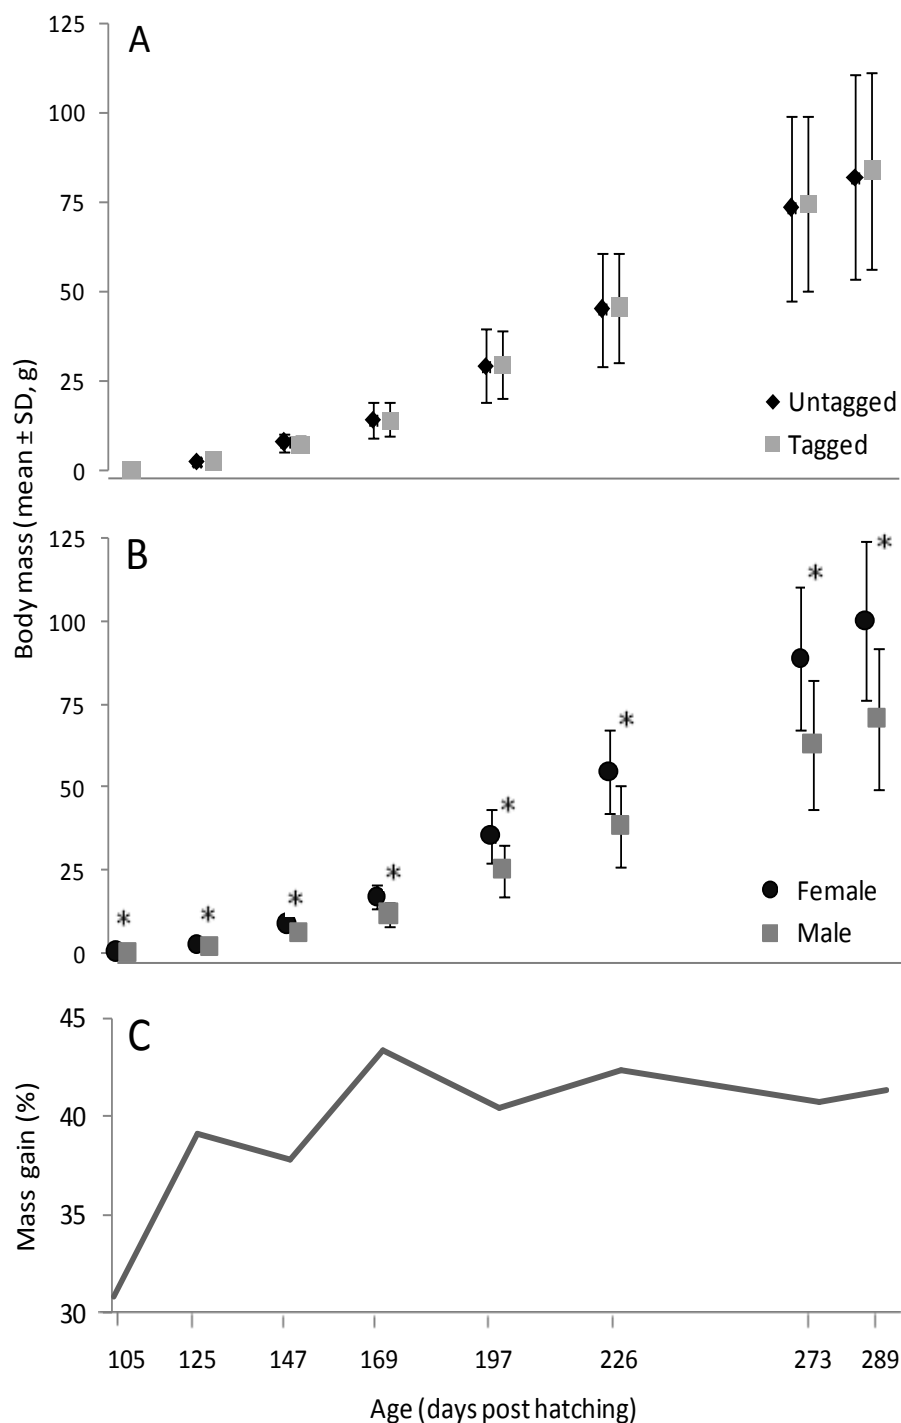 125
A
100
75
50
25
0
Untagged
Tagged
Body mass (mean ± SD, g)
125
B
*
*
100
75
*
50
*
25
*
*
*
*
0
Female
Male
45
C
40
35
30
Mass gain (%)
105 125 147 169 197 226 273 289
Age (days post hatching)